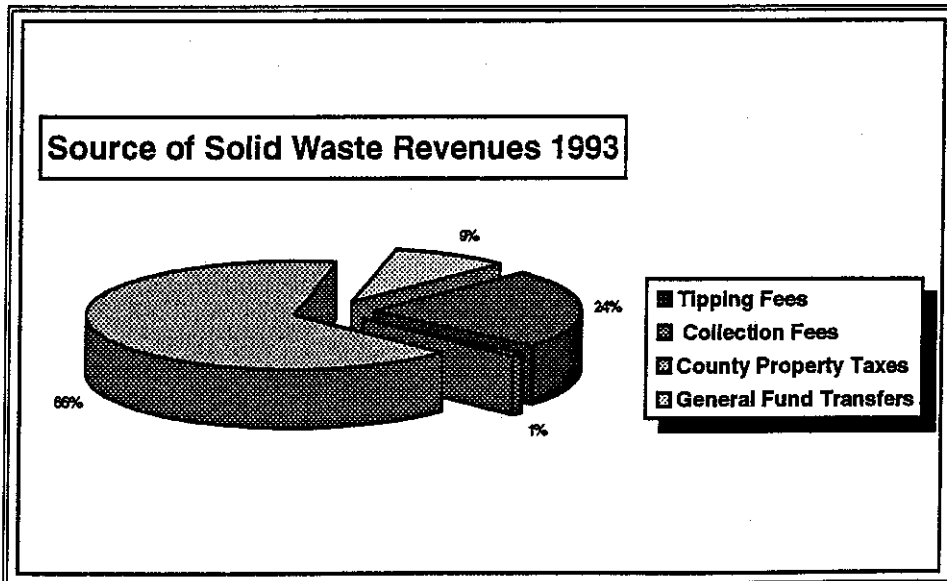 Source of Solid Waste Revenues 1993
9%
24%
66%
1%
Tipping Fees
Collection Fees
County Property Taxes
General Fund Transfers